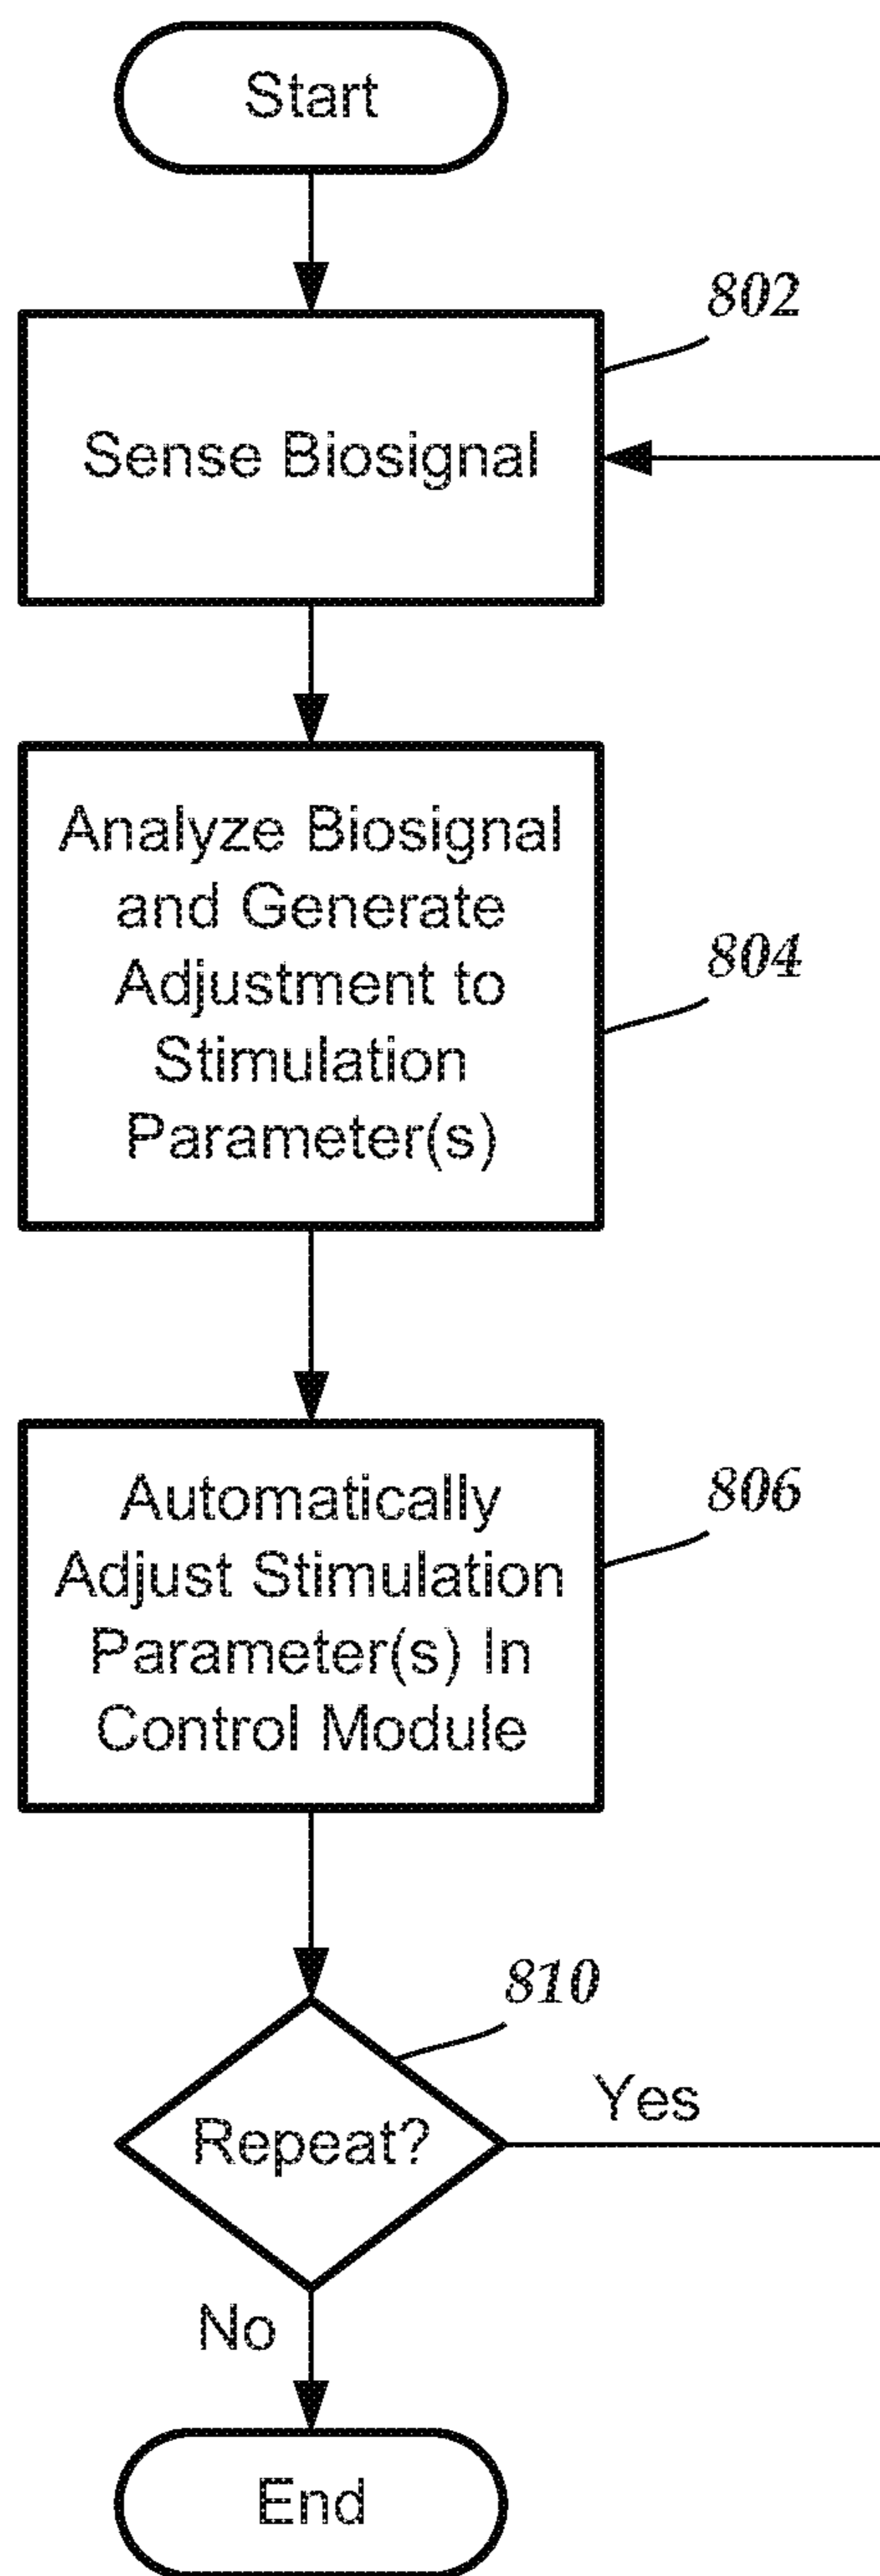 Start
802
Sense Biosignal
Analyze Biosignal
and Generate
Adjustment to
Stimulation
Parameter(s)
804
Automatically
Adjust Stimulation
Parameter(s) In
Control Module
806
810
Repeat?
Yes
No
End